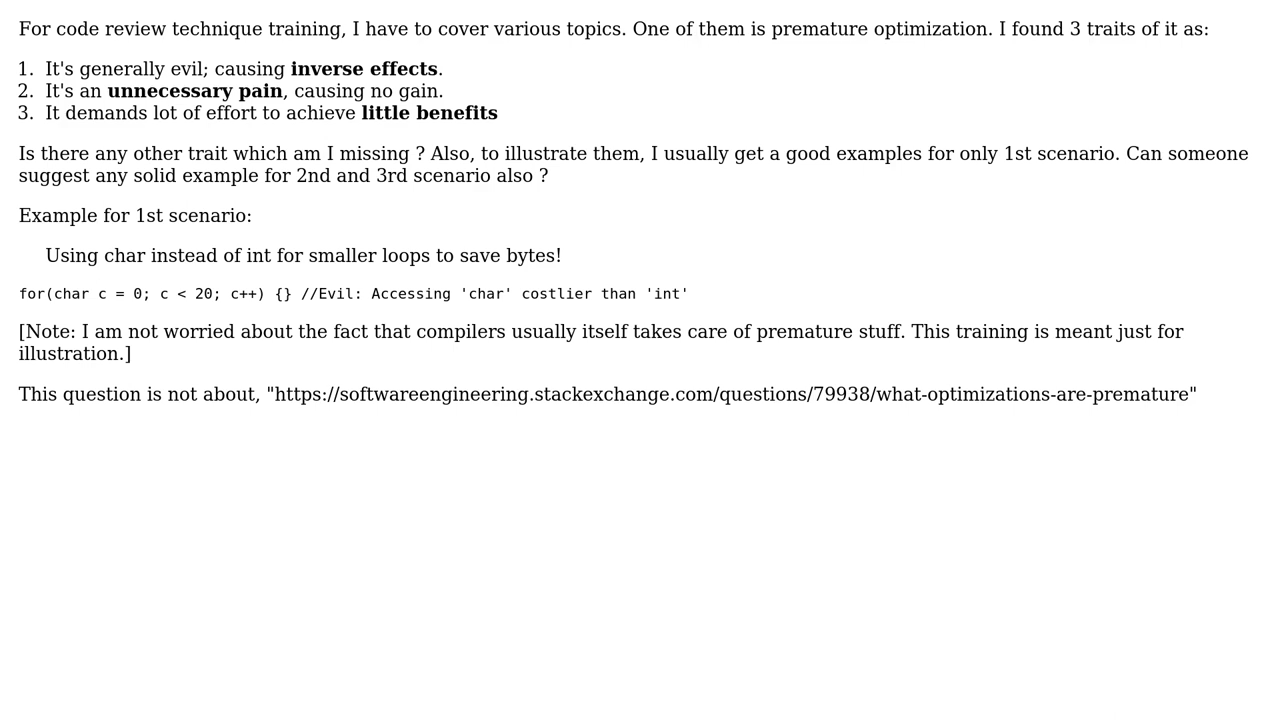 For code review technique training, I have to cover various topics. One of them is premature optimization. I found 3 traits of it as:
1. It's generally evil; causing inverse effects.
2. It's an unnecessary pain, causing no gain.
3. It demands lot of effort to achieve little benefits
Is there any other trait which am I missing ? Also, to illustrate them, I usually get a good examples for only 1st scenario. Can someone
suggest any solid example for 2nd and 3rd scenario also ?
Example for 1st scenario:
Using char instead of int for smaller loops to save bytes!
for(char c = 0; c < 20; c++) {} //Evil: Accessing 'char' costlier than 'int'
[Note: I am not worried about the fact that compilers usually itself takes care of premature stuff. This training is meant just for
illustration.]
This question is not about, "https://softwareengineering.stackexchange.com/questions/79938/what-optimizations-are-premature"